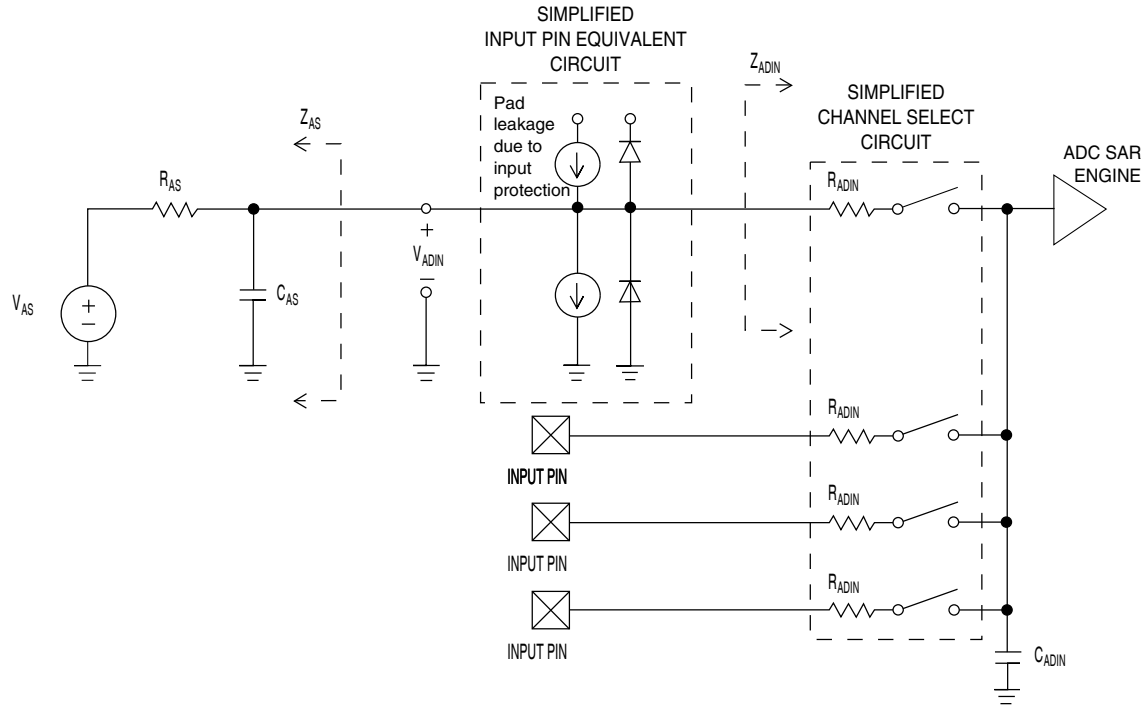 SIMPLIFIED
INPUT PIN EQUIVALENT
CIRCUIT
Pad
leakage
due to
input
protection
ZADIN
SIMPLIFIED
CHANNEL SELECT
CIRCUIT
ADC SAR
ENGINE
ZAS
RAS
RADIN
+
VADIN
–
CAS
VAS
+
–
RADIN
INPUT PIN
RADIN
INPUT PIN
RADIN
INPUT PIN
CADIN